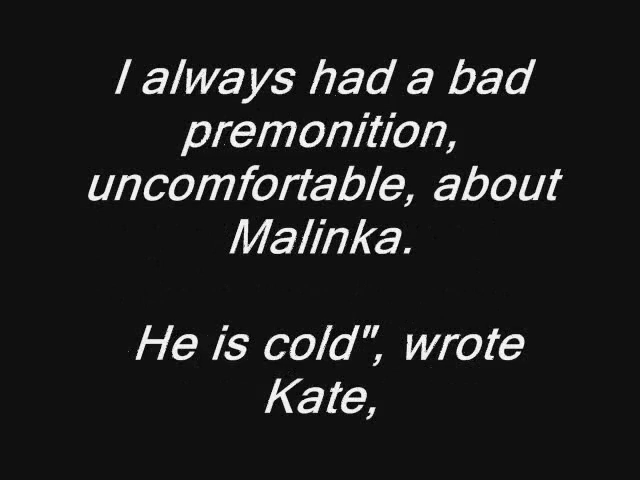 I always had a bad
premonition,
uncomfortable, about
Malinka.
He is cold", wrote
Kate,